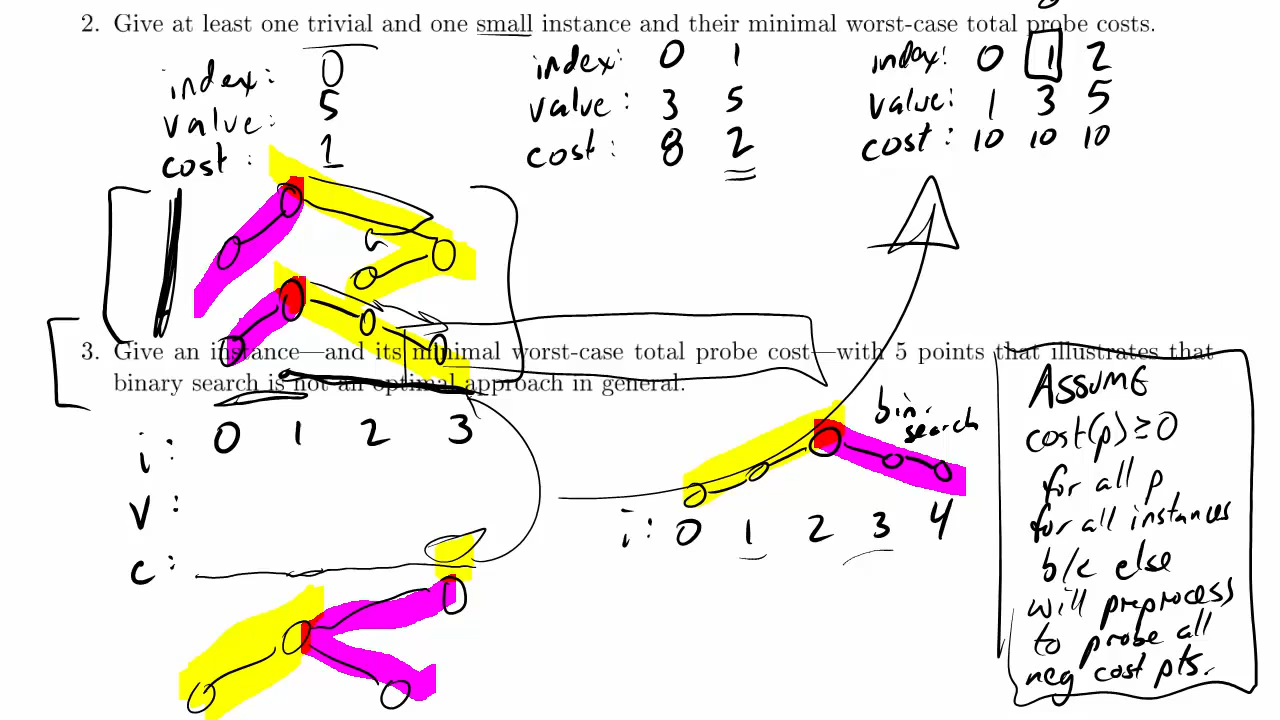 2. Give at least one trivial and one small instance and their minimal worst-case total probe costs.
index: 0
value: 5
cost: 1
index: 0 1
value: 3 5
cost: 8 2
index: 0 1 2
value: 1 3 5
cost: 10 10 10
3. Give an instance—and its minimal worst-case total probe cost—with 5 points that illustrates that
binary search is not an optimal approach in general.
i: 0 1 2 3
v:
c:
bin.
search
i: 0 1 2 3 4
ASSUME
cost(p) ≥ 0
for all p
for all instances
b/c else
will preprocess
to probe all
neg cost pts.